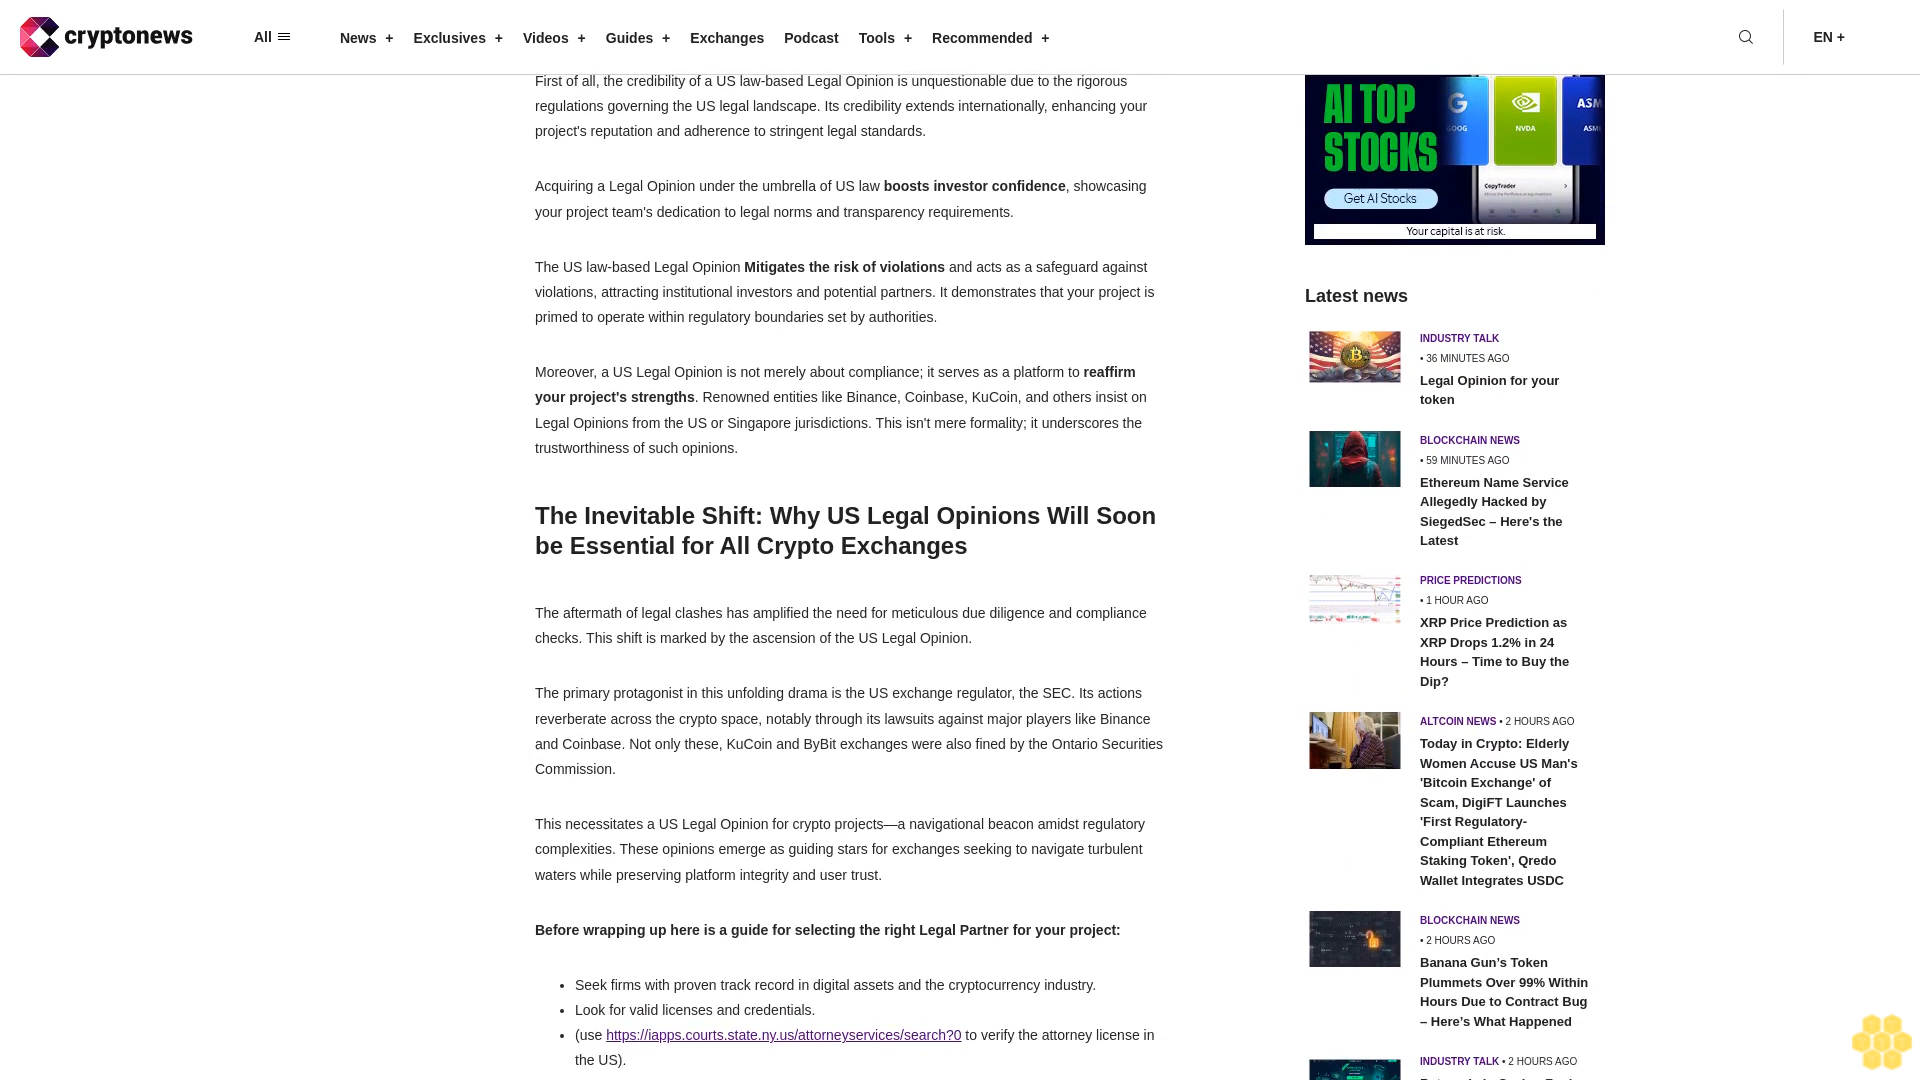 cryptonews
All
News +
Exclusives +
Videos +
Guides +
Exchanges
Podcast
Tools +
Recommended +
EN +
First of all, the credibility of a US law-based Legal Opinion is unquestionable due to the rigorous
regulations governing the US legal landscape. Its credibility extends internationally, enhancing your
project's reputation and adherence to stringent legal standards.
Acquiring a Legal Opinion under the umbrella of US law boosts investor confidence, showcasing
your project team's dedication to legal norms and transparency requirements.
The US law-based Legal Opinion Mitigates the risk of violations and acts as a safeguard against
violations, attracting institutional investors and potential partners. It demonstrates that your project is
primed to operate within regulatory boundaries set by authorities.
Moreover, a US Legal Opinion is not merely about compliance; it serves as a platform to reaffirm
your project's strengths. Renowned entities like Binance, Coinbase, KuCoin, and others insist on
Legal Opinions from the US or Singapore jurisdictions. This isn't mere formality; it underscores the
trustworthiness of such opinions.
The Inevitable Shift: Why US Legal Opinions Will Soon
be Essential for All Crypto Exchanges
The aftermath of legal clashes has amplified the need for meticulous due diligence and compliance
checks. This shift is marked by the ascension of the US Legal Opinion.
The primary protagonist in this unfolding drama is the US exchange regulator, the SEC. Its actions
reverberate across the crypto space, notably through its lawsuits against major players like Binance
and Coinbase. Not only these, KuCoin and ByBit exchanges were also fined by the Ontario Securities
Commission.
This necessitates a US Legal Opinion for crypto projects—a navigational beacon amidst regulatory
complexities. These opinions emerge as guiding stars for exchanges seeking to navigate turbulent
waters while preserving platform integrity and user trust.
Before wrapping up here is a guide for selecting the right Legal Partner for your project:
• Seek firms with proven track record in digital assets and the cryptocurrency industry.
• Look for valid licenses and credentials.
• (use https://iapps.courts.state.ny.us/attorneyservices/search?0 to verify the attorney license in
the US).
AI TOP
STOCKS
GOOG
NVDA
ASM
ASM
CopyTrader
Get AI Stocks
Your capital is at risk.
Latest news
INDUSTRY TALK
• 36 MINUTES AGO
Legal Opinion for your
token
BLOCKCHAIN NEWS
• 59 MINUTES AGO
Ethereum Name Service
Allegedly Hacked by
SiegedSec – Here's the
Latest
PRICE PREDICTIONS
• 1 HOUR AGO
XRP Price Prediction as
XRP Drops 1.2% in 24
Hours – Time to Buy the
Dip?
ALTCOIN NEWS • 2 HOURS AGO
Today in Crypto: Elderly
Women Accuse US Man's
'Bitcoin Exchange' of
Scam, DigiFT Launches
'First Regulatory-
Compliant Ethereum
Staking Token', Qredo
Wallet Integrates USDC
BLOCKCHAIN NEWS
• 2 HOURS AGO
Banana Gun’s Token
Plummets Over 99% Within
Hours Due to Contract Bug
– Here’s What Happened
INDUSTRY TALK • 2 HOURS AGO